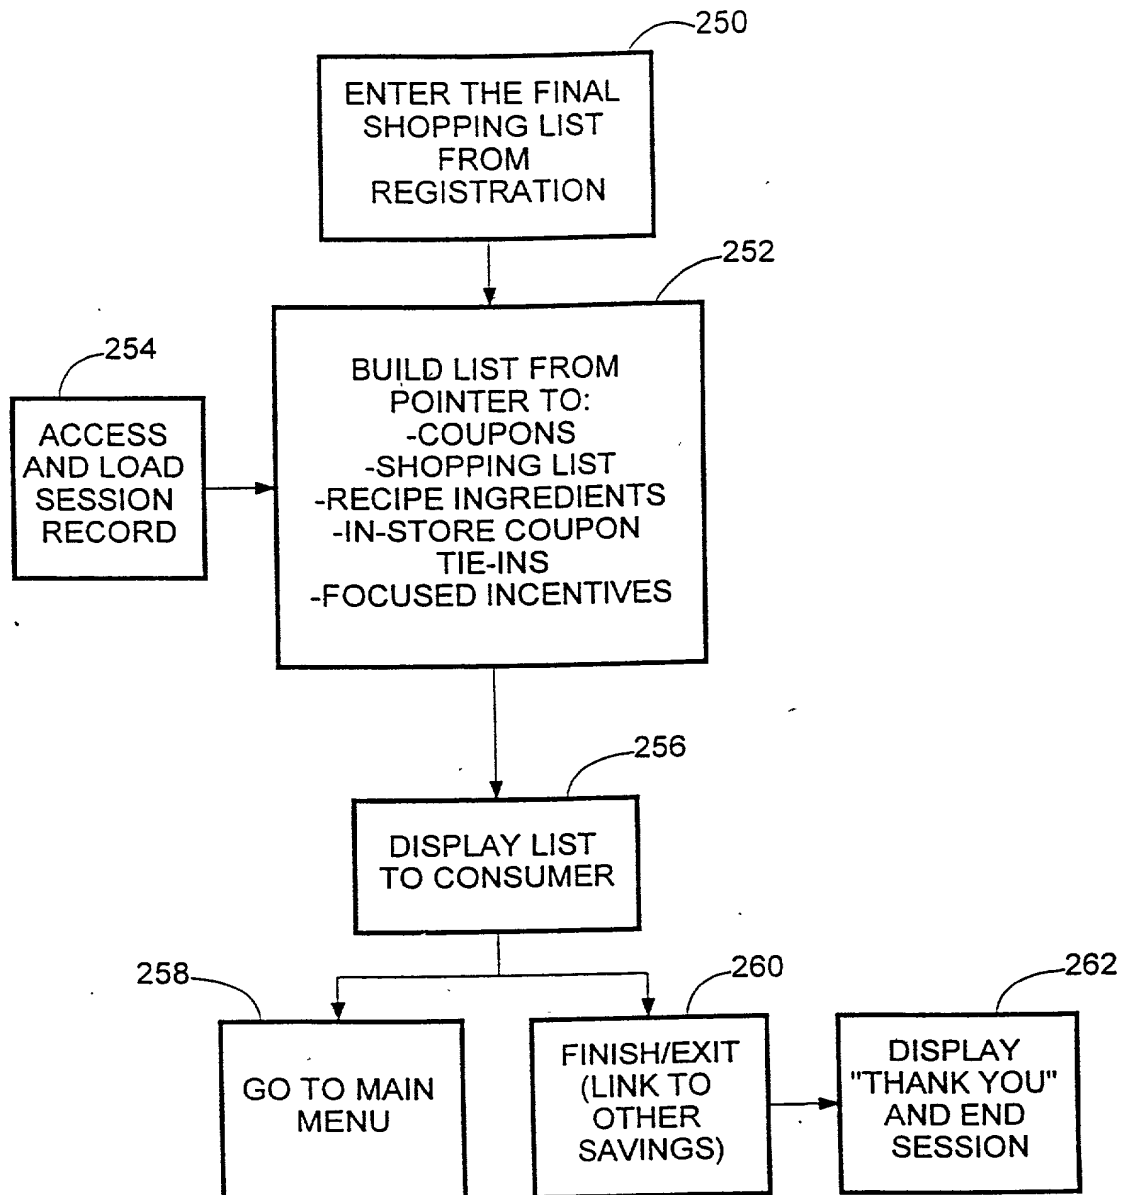 250
ENTER THE FINAL
SHOPPING LIST
FROM
REGISTRATION
252
BUILD LIST FROM
POINTER TO:
-COUPONS
-SHOPPING LIST
-RECIPE INGREDIENTS
-IN-STORE COUPON
TIE-INS
-FOCUSED INCENTIVES
254
ACCESS
AND LOAD
SESSION
RECORD
256
DISPLAY LIST
TO CONSUMER
258
GO TO MAIN
MENU
260
FINISH/EXIT
(LINK TO
OTHER
SAVINGS)
262
DISPLAY
"THANK YOU"
AND END
SESSION